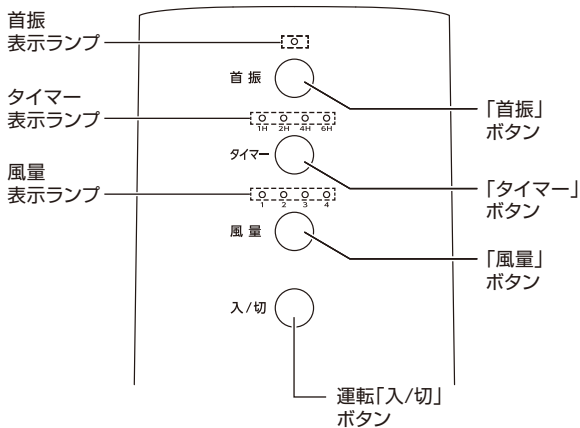 首振
表示ランプ
首振
「首振」
ボタン
タイマー
表示ランプ
1H 2H 4H 6H
タイマー
「タイマー」
ボタン
風量
表示ランプ
1 2 3 4
風量
「風量」
ボタン
入/切
運転「入/切」
ボタン